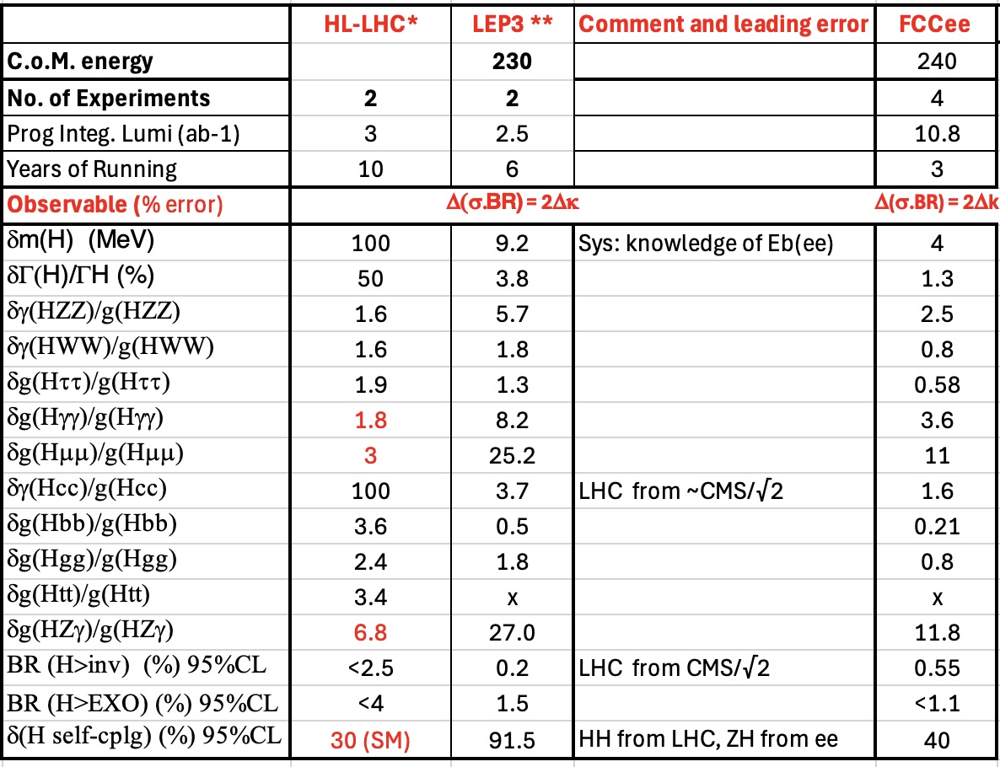 HL-LHC* LEP3 ** Comment and leading error FCCee
C.o.M. energy 230 240
No. of Experiments 2 2 4
Prog Integ. Lumi (ab-1) 3 2.5 10.8
Years of Running 10 6 3
Observable (% error) Δ(σ.BR) = 2Δκ Δ(σ.BR) = 2Δk
δm(H) (MeV) 100 9.2 Sys: knowledge of Eb(ee) 4
δΓ(H)/ΓH (%) 50 3.8 1.3
δγ(HZZ)/g(HZZ) 1.6 5.7 2.5
δγ(HWW)/g(HWW) 1.6 1.8 0.8
δg(Hττ)/g(Hττ) 1.9 1.3 0.58
δg(Hγγ)/g(Hγγ) 1.8 8.2 3.6
δg(Hμμ)/g(Hμμ) 3 25.2 11
δγ(Hcc)/g(Hcc) 100 3.7 LHC from ~CMS/√2 1.6
δg(Hbb)/g(Hbb) 3.6 0.5 0.21
δg(Hgg)/g(Hgg) 2.4 1.8 0.8
δg(Htt)/g(Htt) 3.4 x x
δg(HZγ)/g(HZγ) 6.8 27.0 11.8
BR (H>inv) (%) 95%CL <2.5 0.2 LHC from CMS/√2 0.55
BR (H>EXO) (%) 95%CL <4 1.5 <1.1
δ(H self-cplg) (%) 95%CL 30 (SM) 91.5 HH from LHC, ZH from ee 40